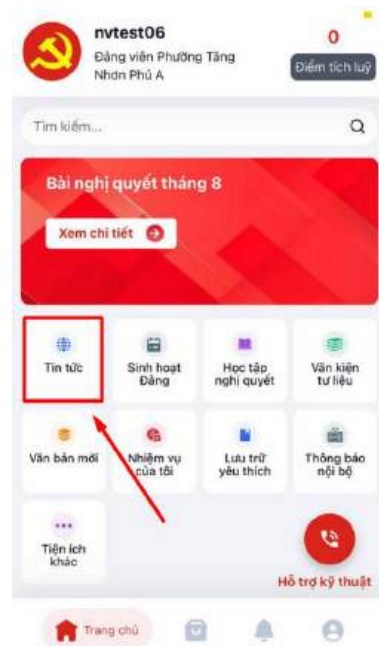 nvtest06
Đảng viên Phường Tăng
Nhơn Phú A
0
Điểm tích luỹ
Tìm kiếm...
Bài nghị quyết tháng 8
Xem chi tiết
Tin tức
Sinh hoạt
Đảng
Học tập
nghị quyết
Văn kiện
tư liệu
Văn bản mới
Nhiệm vụ
của tôi
Lưu trữ
yêu thích
Thông báo
nội bộ
Tiện ích
khác
Hỗ trợ kỹ thuật
Trang chủ